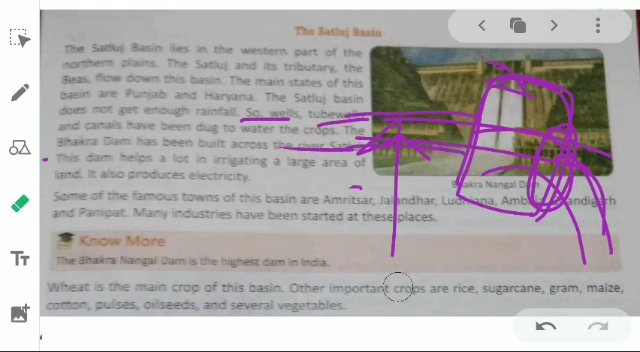 The Satluj Basin
The Satluj Basin lies in the western part of the
northern plains. The Satluj and its tributary, the
Beas, flow down this basin. The main states of this
basin are Punjab and Haryana. The Satluj basin
does not get enough rainfall. So, wells, tubewells
and canals have been dug to water the crops. The
Bhakra Dam has been built across the river Satluj.
This dam helps a lot in irrigating a large area of
land. It also produces electricity.
Bhakra Nangal Dam
Some of the famous towns of this basin are Amritsar, Jalandhar, Ludhiana, Ambala, Chandigarh
and Panipat. Many industries have been started at these places.
Know More
The Bhakra Nangal Dam is the highest dam in India.
Wheat is the main crop of this basin. Other important crops are rice, sugarcane, gram, maize,
cotton, pulses, oilseeds, and several vegetables.
TT